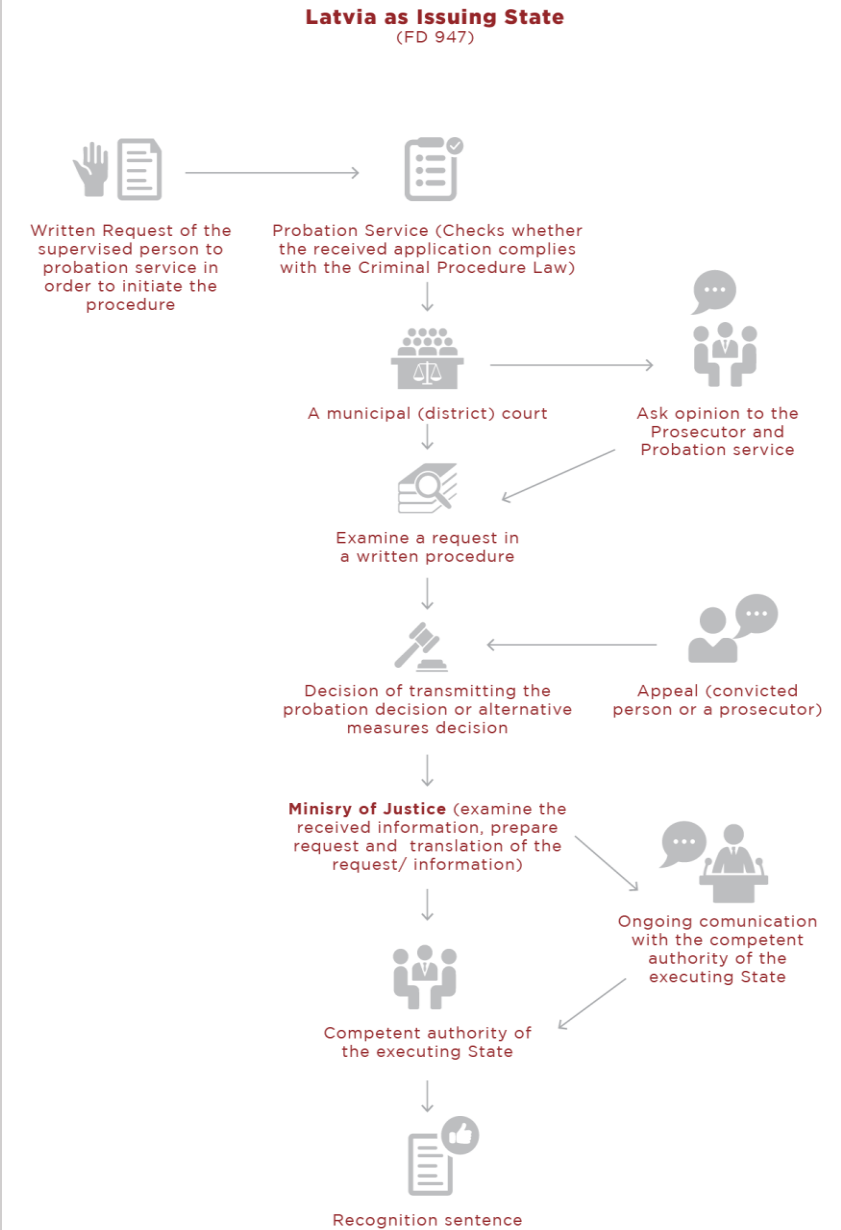 Latvia as Issuing State
(FD 947)
Written Request of the
supervised person to
probation service in
order to initiate the
procedure
Probation Service (Checks whether
the received application complies
with the Criminal Procedure Law)
A municipal (district) court
Ask opinion to the
Prosecutor and
Probation service
Examine a request in
a written procedure
Decision of transmitting the
probation decision or alternative
measures decision
Appeal (convicted
person or a prosecutor)
Minisry of Justice (examine the
received information, prepare
request and translation of the
request/ information)
Ongoing comunication
with the competent
authority of the
executing State
Competent authority of
the executing State
Recognition sentence